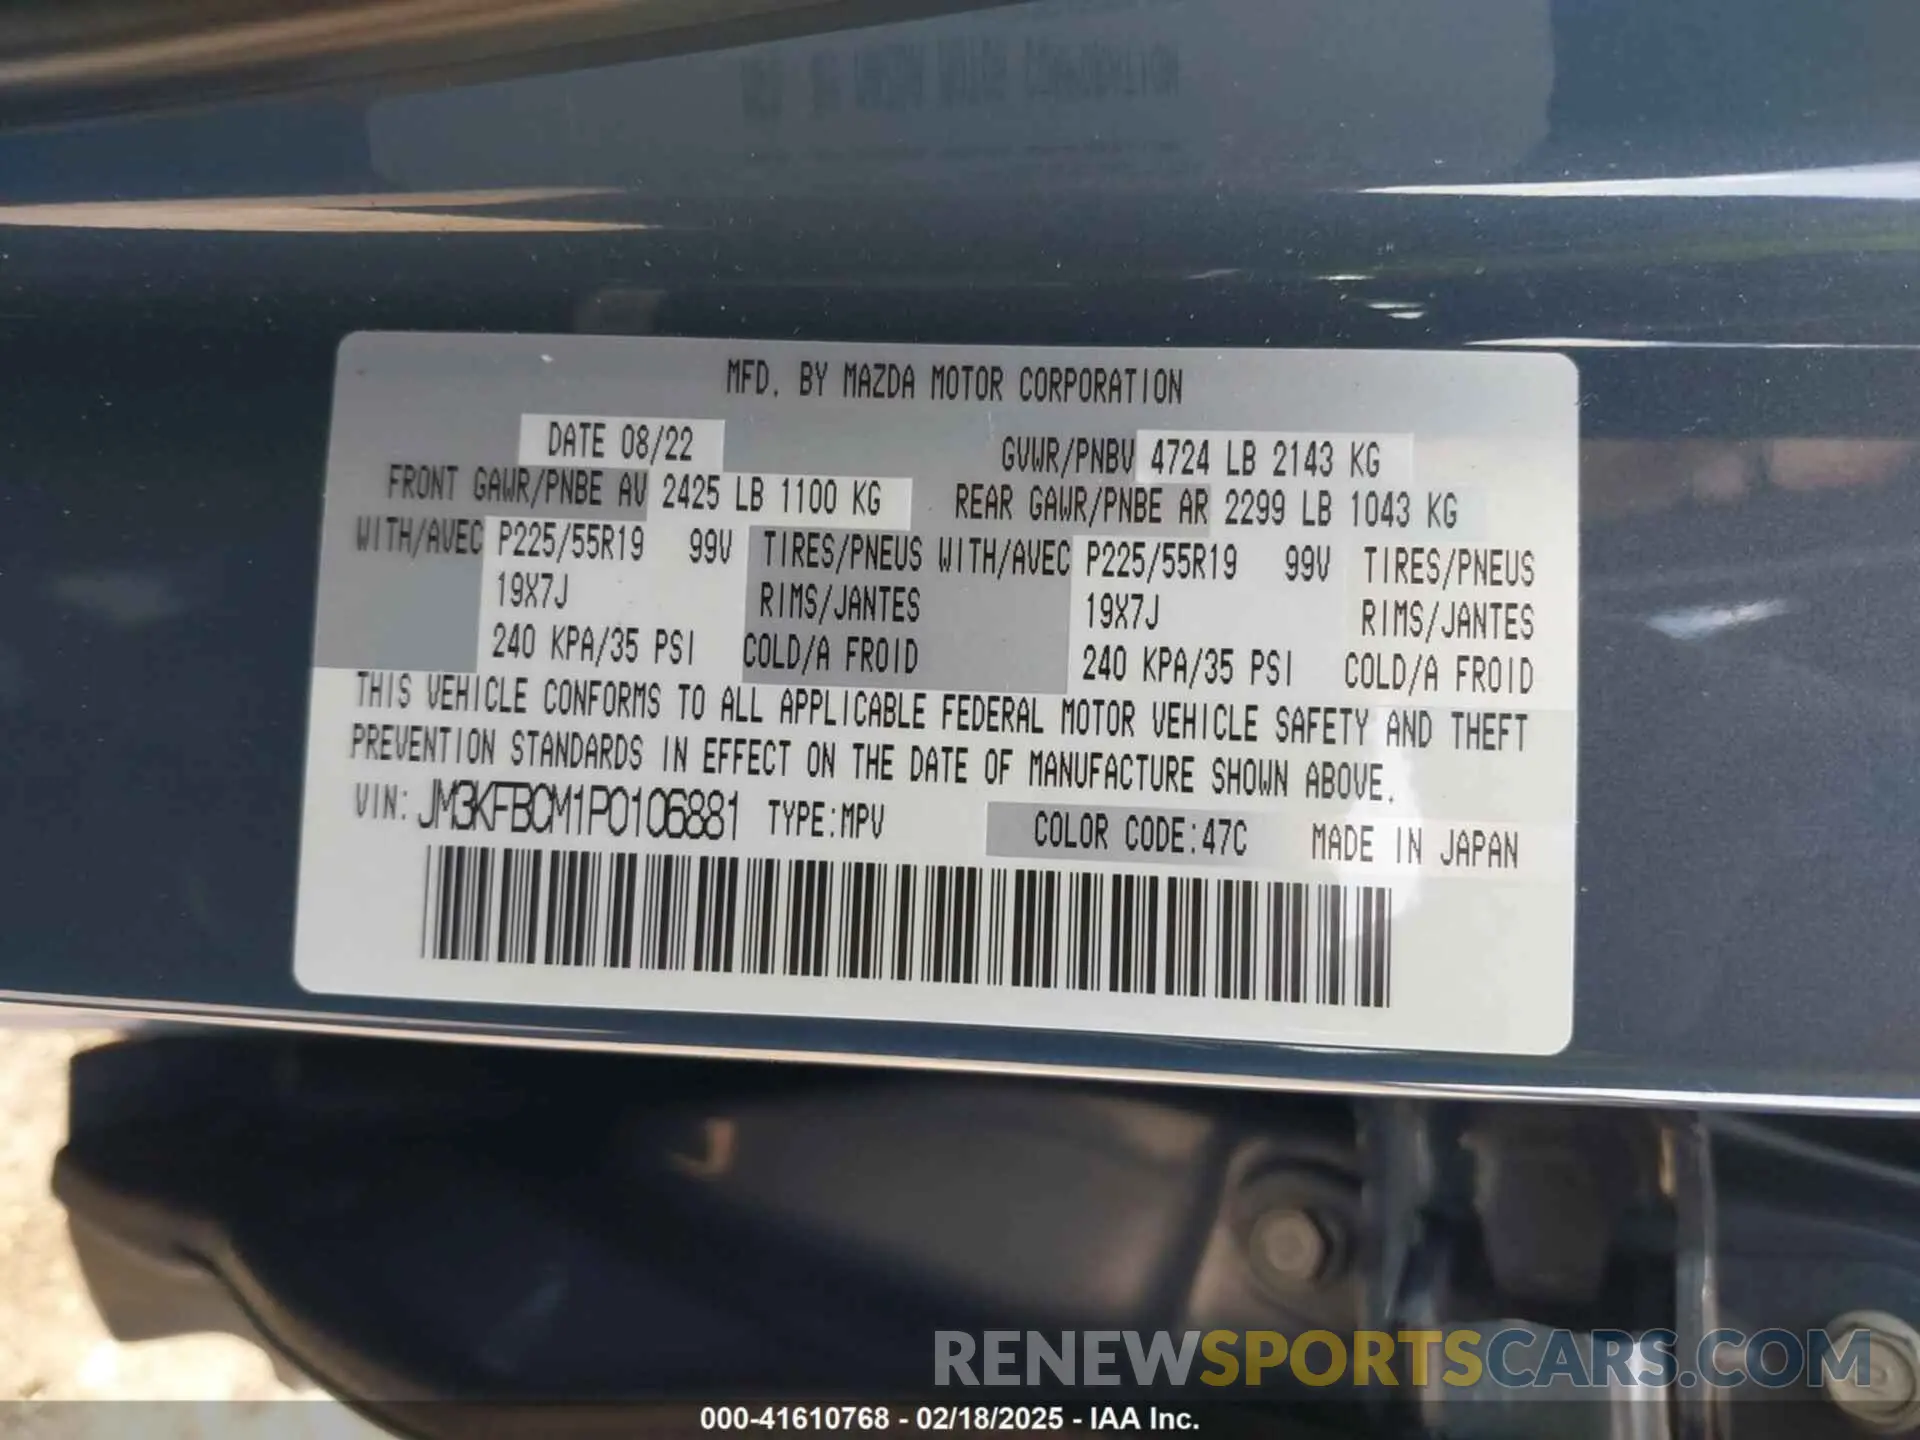 MFD. BY MAZDA MOTOR CORPORATION
DATE 08/22 GVWR/PNBV 4724 LB 2143 KG
FRONT GAWR/PNBE AV 2425 LB 1100 KG REAR GAWR/PNBE AR 2299 LB 1043 KG
WITH/AVEC P225/55R19 99V TIRES/PNEUS WITH/AVEC P225/55R19 99V TIRES/PNEUS
19X7J RIMS/JANTES 19X7J RIMS/JANTES
240 KPA/35 PSI COLD/A FROID 240 KPA/35 PSI COLD/A FROID
THIS VEHICLE CONFORMS TO ALL APPLICABLE FEDERAL MOTOR VEHICLE SAFETY AND THEFT
PREVENTION STANDARDS IN EFFECT ON THE DATE OF MANUFACTURE SHOWN ABOVE.
VIN: JM3KFBCM1P0106881 TYPE:MPV COLOR CODE:47C MADE IN JAPAN
RENEWSPORTSCARS.COM
000-41610768 - 02/18/2025 - IAA Inc.